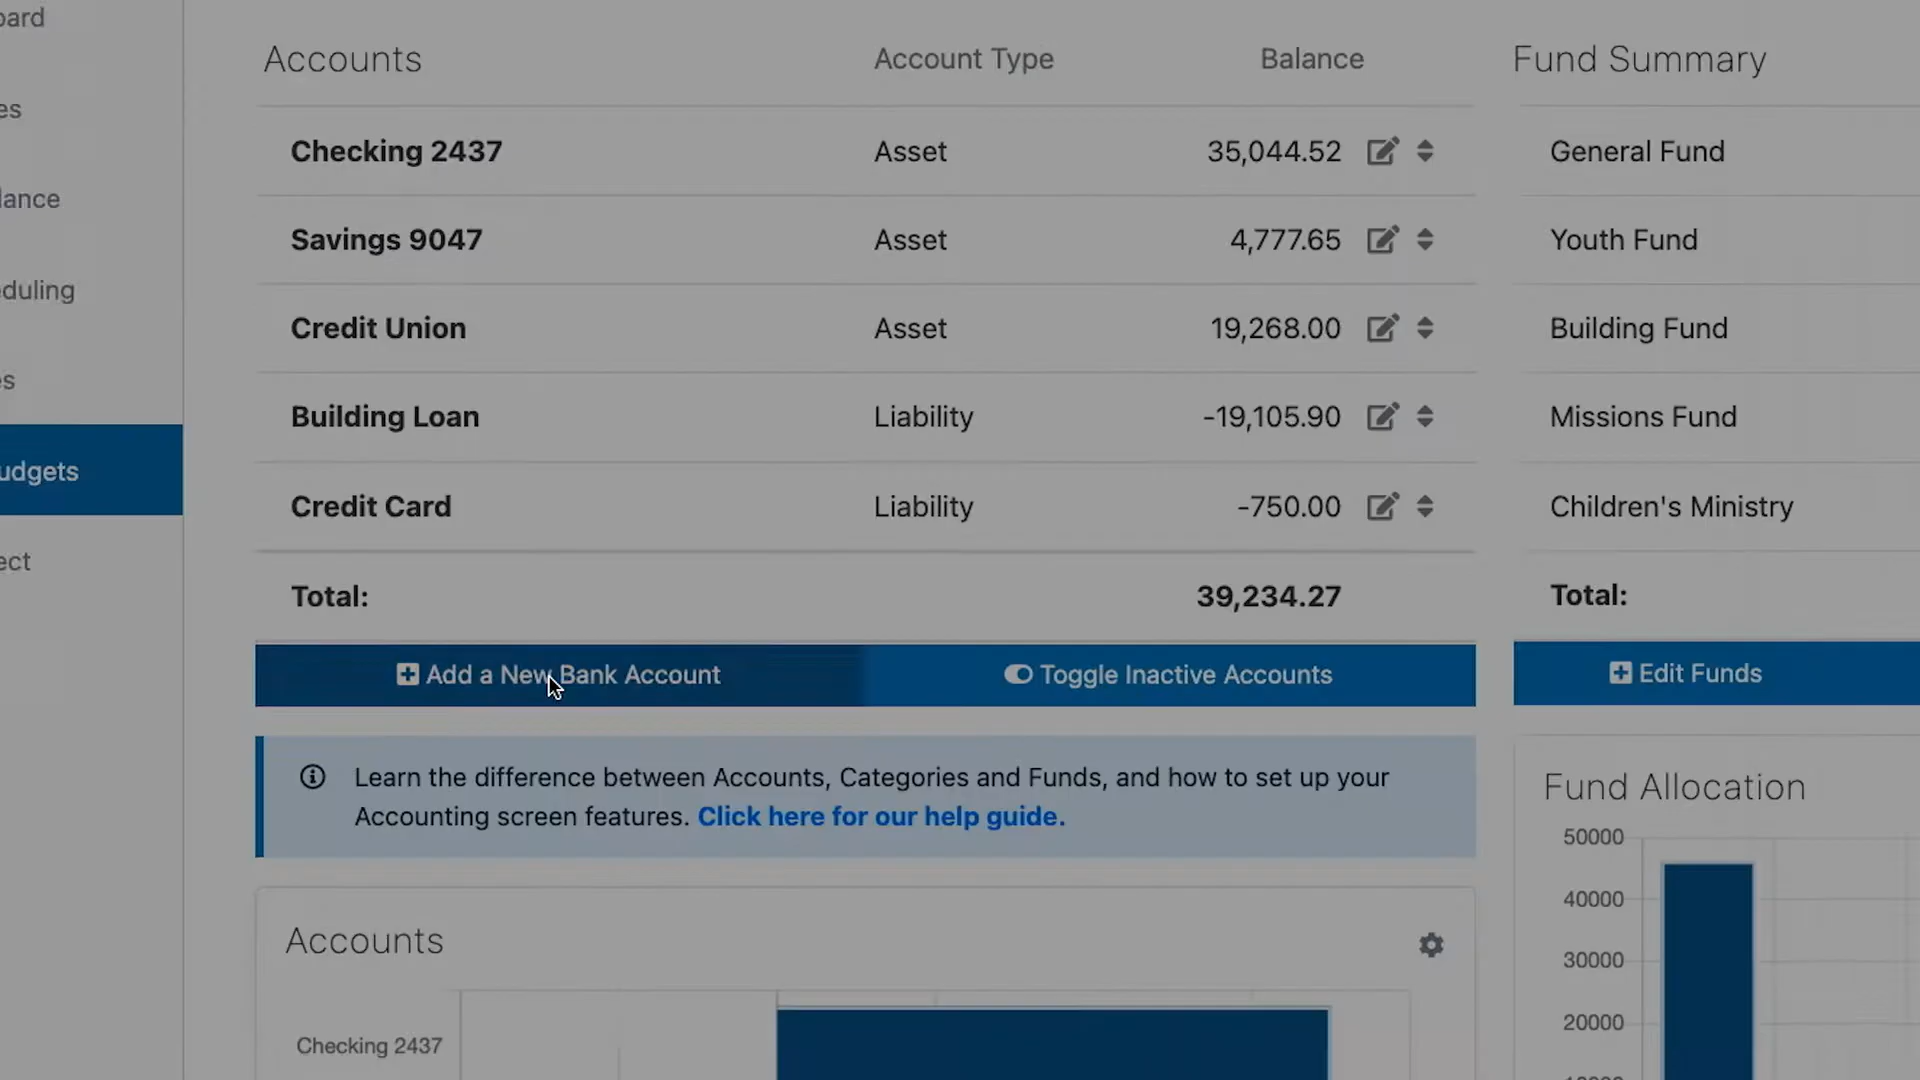 oard
es
lance
eduling
es
udgets
ect
Accounts Account Type Balance
Checking 2437 Asset 35,044.52
Savings 9047 Asset 4,777.65
Credit Union Asset 19,268.00
Building Loan Liability -19,105.90
Credit Card Liability -750.00
Total: 39,234.27
Add a New Bank Account Toggle Inactive Accounts
Learn the difference between Accounts, Categories and Funds, and how to set up your
Accounting screen features. Click here for our help guide.
Accounts
Checking 2437
Fund Summary
General Fund
Youth Fund
Building Fund
Missions Fund
Children's Ministry
Total:
Edit Funds
Fund Allocation
50000
40000
30000
20000